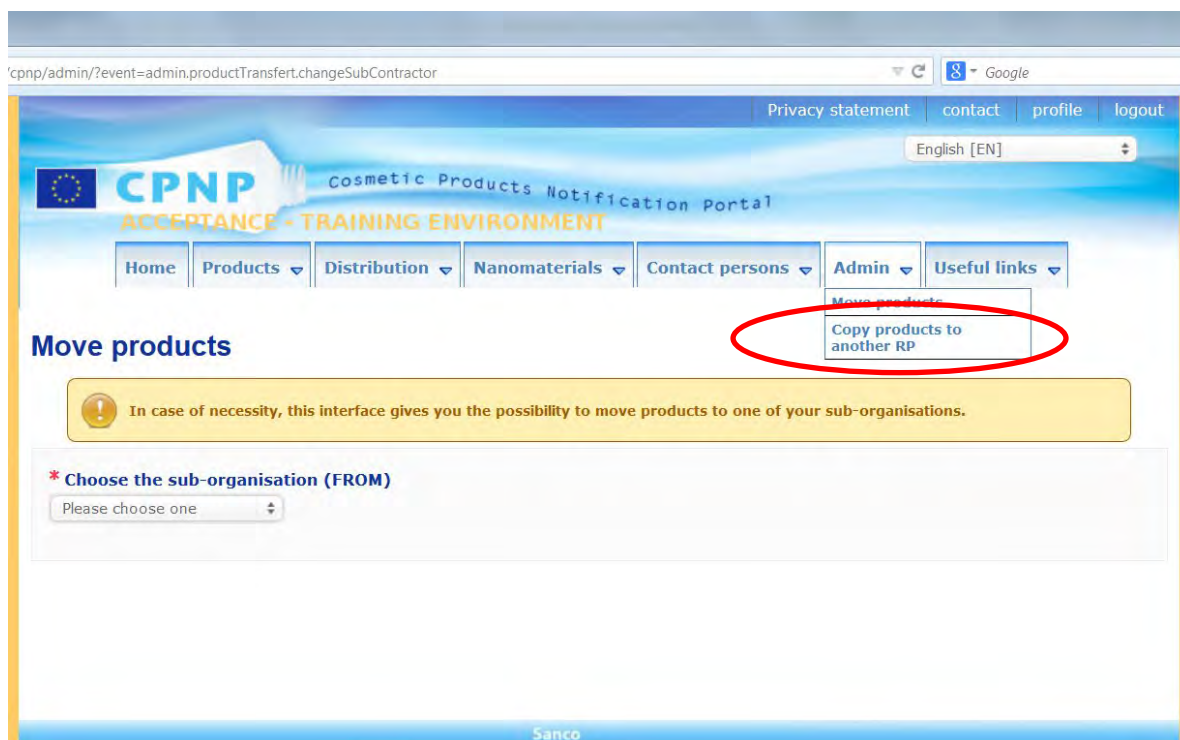 /cpnp/admin/?event=admin.productTransfert.changeSubContractor
8 Google
Privacy statement contact profile logout
English [EN]
CPNP Cosmetic Products Notification Portal
ACCEPTANCE - TRAINING ENVIRONMENT
Home Products Distribution Nanomaterials Contact persons Admin Useful links
Move products
Copy products to
another RP
Move products
In case of necessity, this interface gives you the possibility to move products to one of your sub-organisations.
* Choose the sub-organisation (FROM)
Please choose one
Sanco